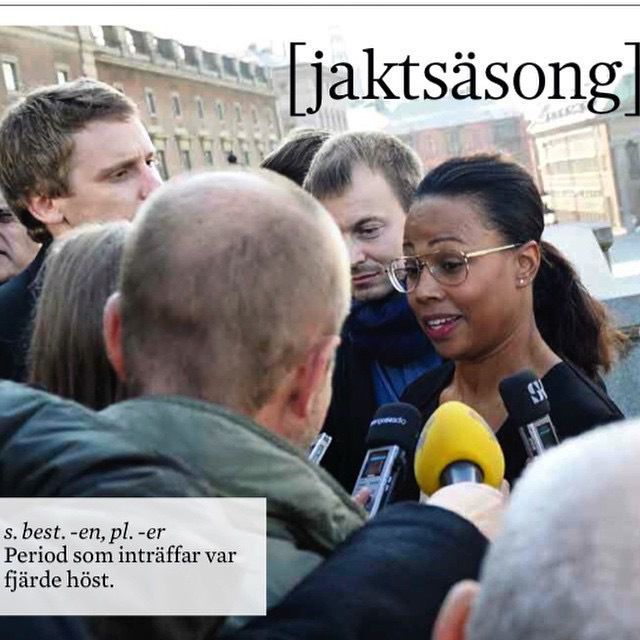 [jaktsäsong]
s. best. -en, pl. -er
Period som inträffar var
fjärde höst.